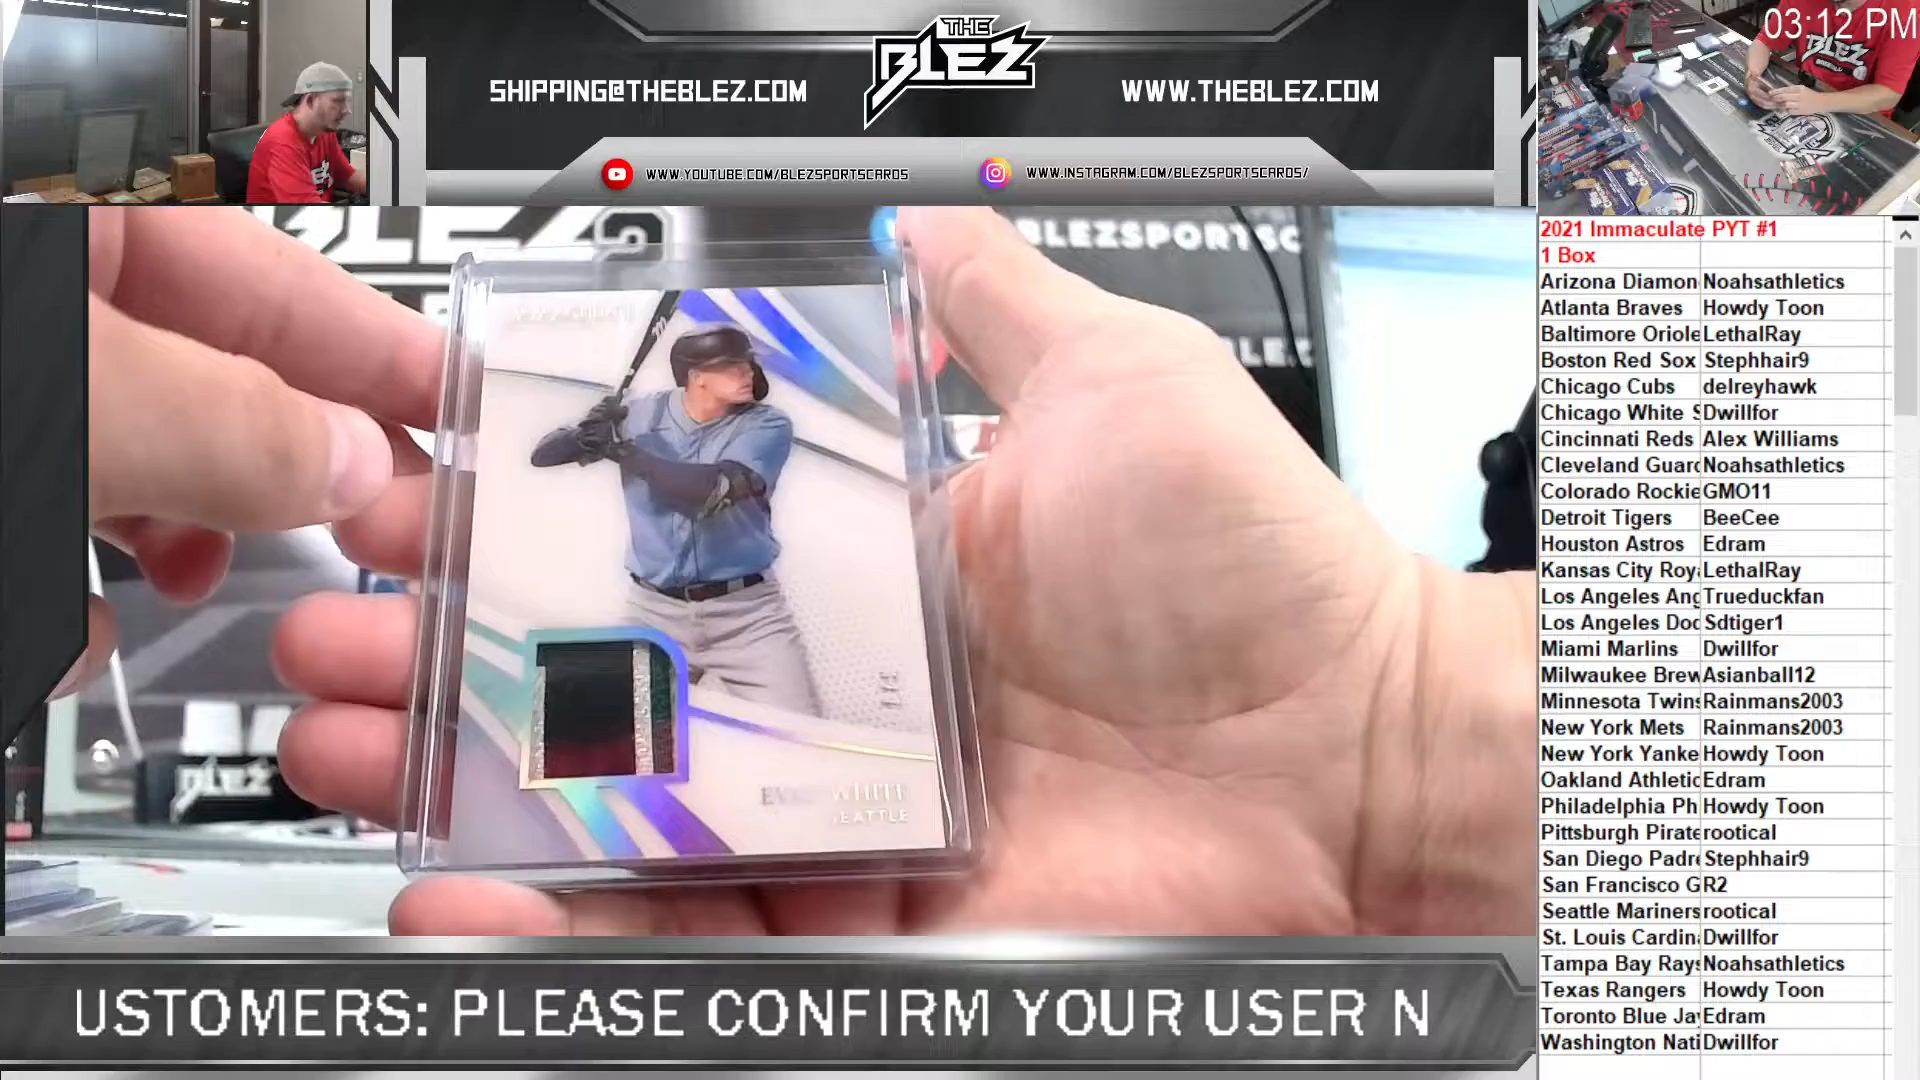 THE
BLEZ
SHIPPING@THEBLEZ.COM
WWW.THEBLEZ.COM
WWW.YOUTUBE.COM/BLEZSPORTSCARDS
WWW.INSTAGRAM.COM/BLEZSPORTSCARDS/
03:12 PM
BLEZ
BLEZSPORTSC
WHITE
SEATTLE
BLEZ
2021 Immaculate PYT #1
1 Box
Arizona Diamon Noahsathletics
Atlanta Braves Howdy Toon
Baltimore Oriole LethalRay
Boston Red Sox Stephhair9
Chicago Cubs delreyhawk
Chicago White S Dwillfor
Cincinnati Reds Alex Williams
Cleveland Guard Noahsathletics
Colorado Rockie GMO11
Detroit Tigers BeeCee
Houston Astros Edram
Kansas City Roy LethalRay
Los Angeles Ang Trueduckfan
Los Angeles Dod Sdtiger1
Miami Marlins Dwillfor
Milwaukee Brew Asianball12
Minnesota Twins Rainmans2003
New York Mets Rainmans2003
New York Yanke Howdy Toon
Oakland Athletic Edram
Philadelphia Ph Howdy Toon
Pittsburgh Pirate rootical
San Diego Padre Stephhair9
San Francisco G R2
Seattle Mariners rootical
St. Louis Cardin Dwillfor
Tampa Bay Rays Noahsathletics
Texas Rangers Howdy Toon
Toronto Blue Jay Edram
Washington Nati Dwillfor
USTOMERS: PLEASE CONFIRM YOUR USER N